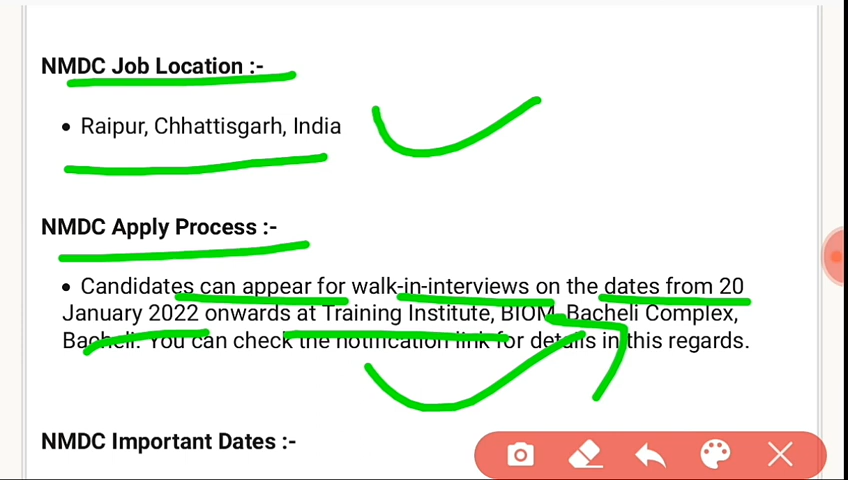 NMDC Job Location :-
• Raipur, Chhattisgarh, India
NMDC Apply Process :-
• Candidates can appear for walk-in-interviews on the dates from 20
January 2022 onwards at Training Institute, BIOM, Bacheli Complex,
Bacheli. You can check the notification link for details in this regards.
NMDC Important Dates :-